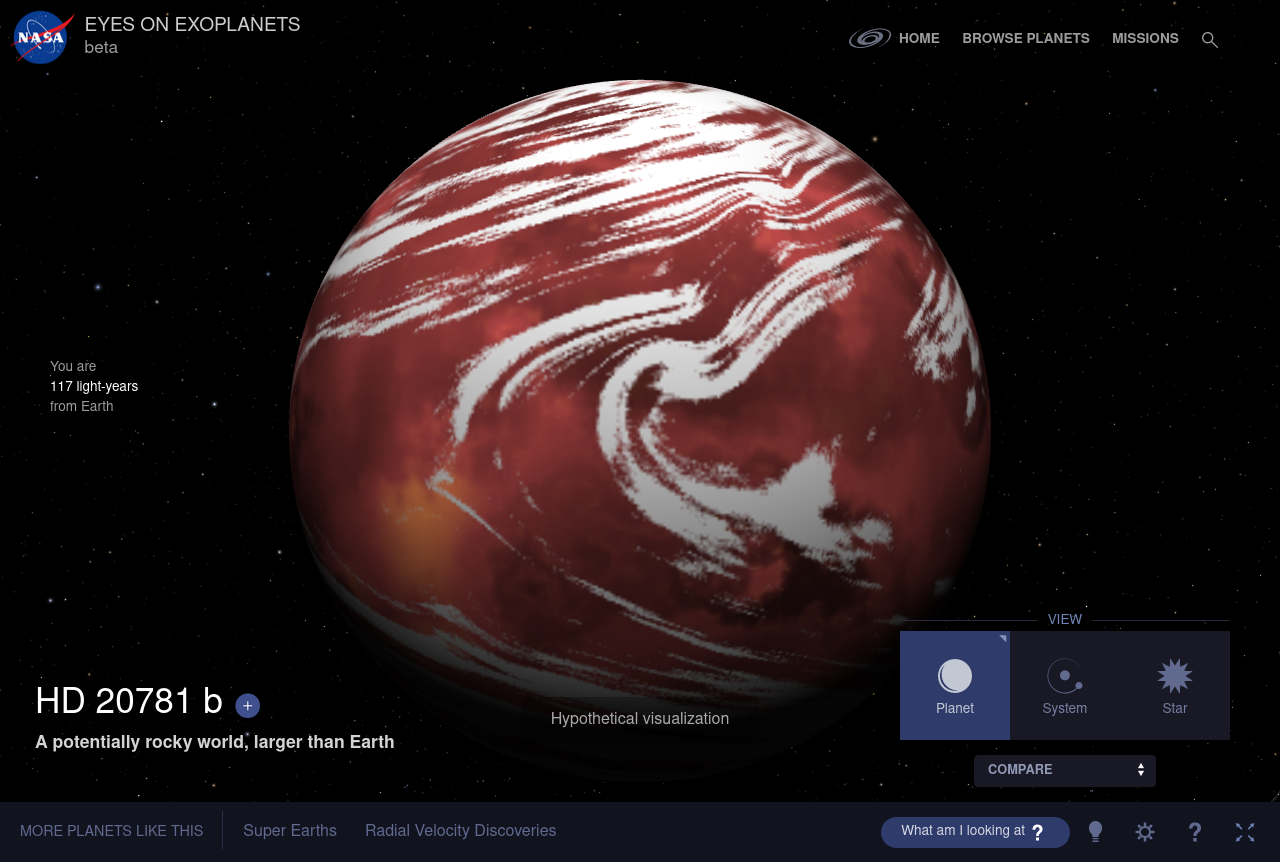 NASA
EYES ON EXOPLANETS
beta
HOME
BROWSE PLANETS
MISSIONS
You are
117 light-years
from Earth
HD 20781 b +
A potentially rocky world, larger than Earth
Hypothetical visualization
VIEW
Planet
System
Star
COMPARE
MORE PLANETS LIKE THIS
Super Earths
Radial Velocity Discoveries
What am I looking at ?
?